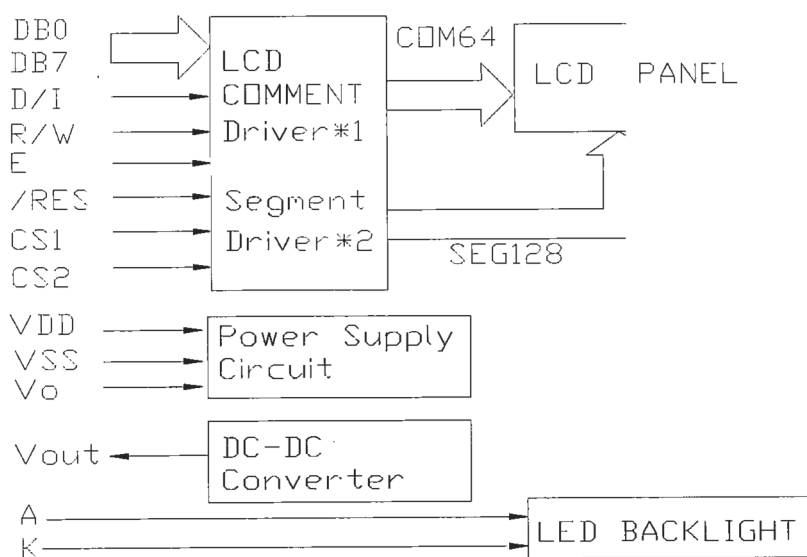 DB0
DB7
D/I
R/W
E
/RES
CS1
CS2
LCD
COMMENT
Driver*1
Segment
Driver*2
COM64
LCD PANEL
SEG128
VDD
VSS
Vo
Power Supply
Circuit
Vout
DC-DC
Converter
A
K
LED BACKLIGHT